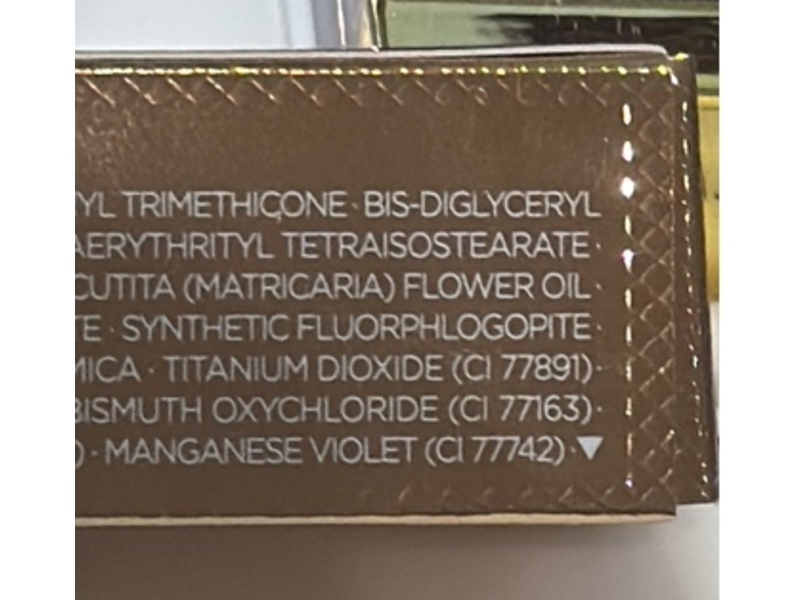 YL TRIMETHICONE · BIS-DIGLYCERYL
AERYTHRITYL TETRAISOSTEARATE ·
CUTITA (MATRICARIA) FLOWER OIL ·
TE · SYNTHETIC FLUORPHLOGOPITE ·
MICA · TITANIUM DIOXIDE (CI 77891) ·
BISMUTH OXYCHLORIDE (CI 77163) ·
) · MANGANESE VIOLET (CI 77742) · ▼